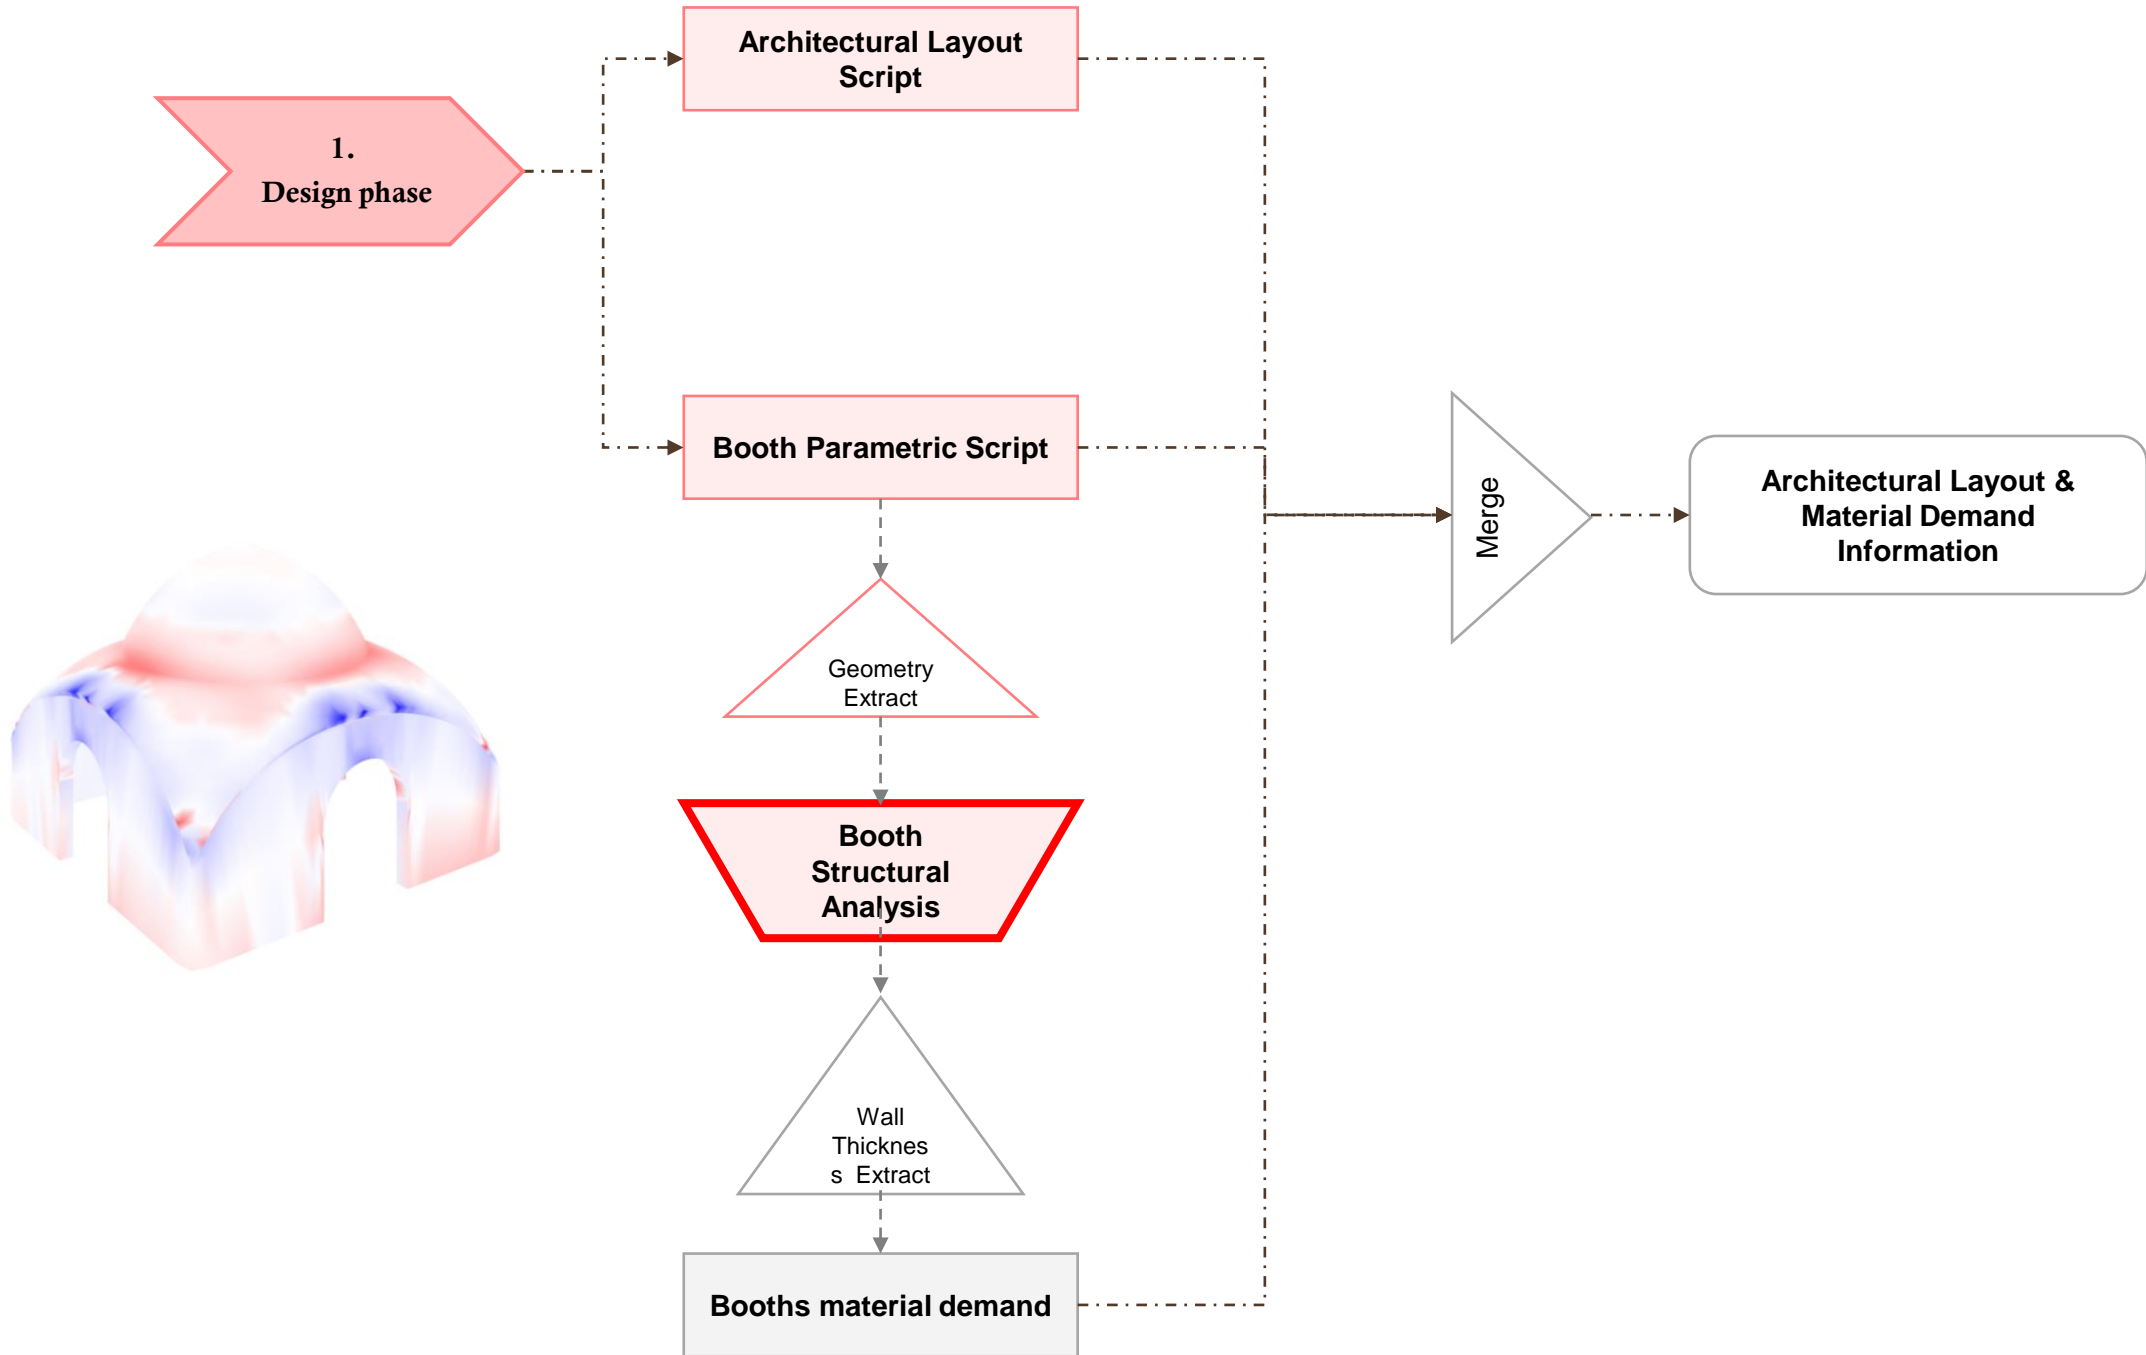 Architectural Layout
Script
1.
Design phase
Booth Parametric Script
Merge
Architectural Layout &
Material Demand
Information
Geometry
Extract
Booth
Structural
Analysis
Wall
Thicknes
s Extract
Booths material demand